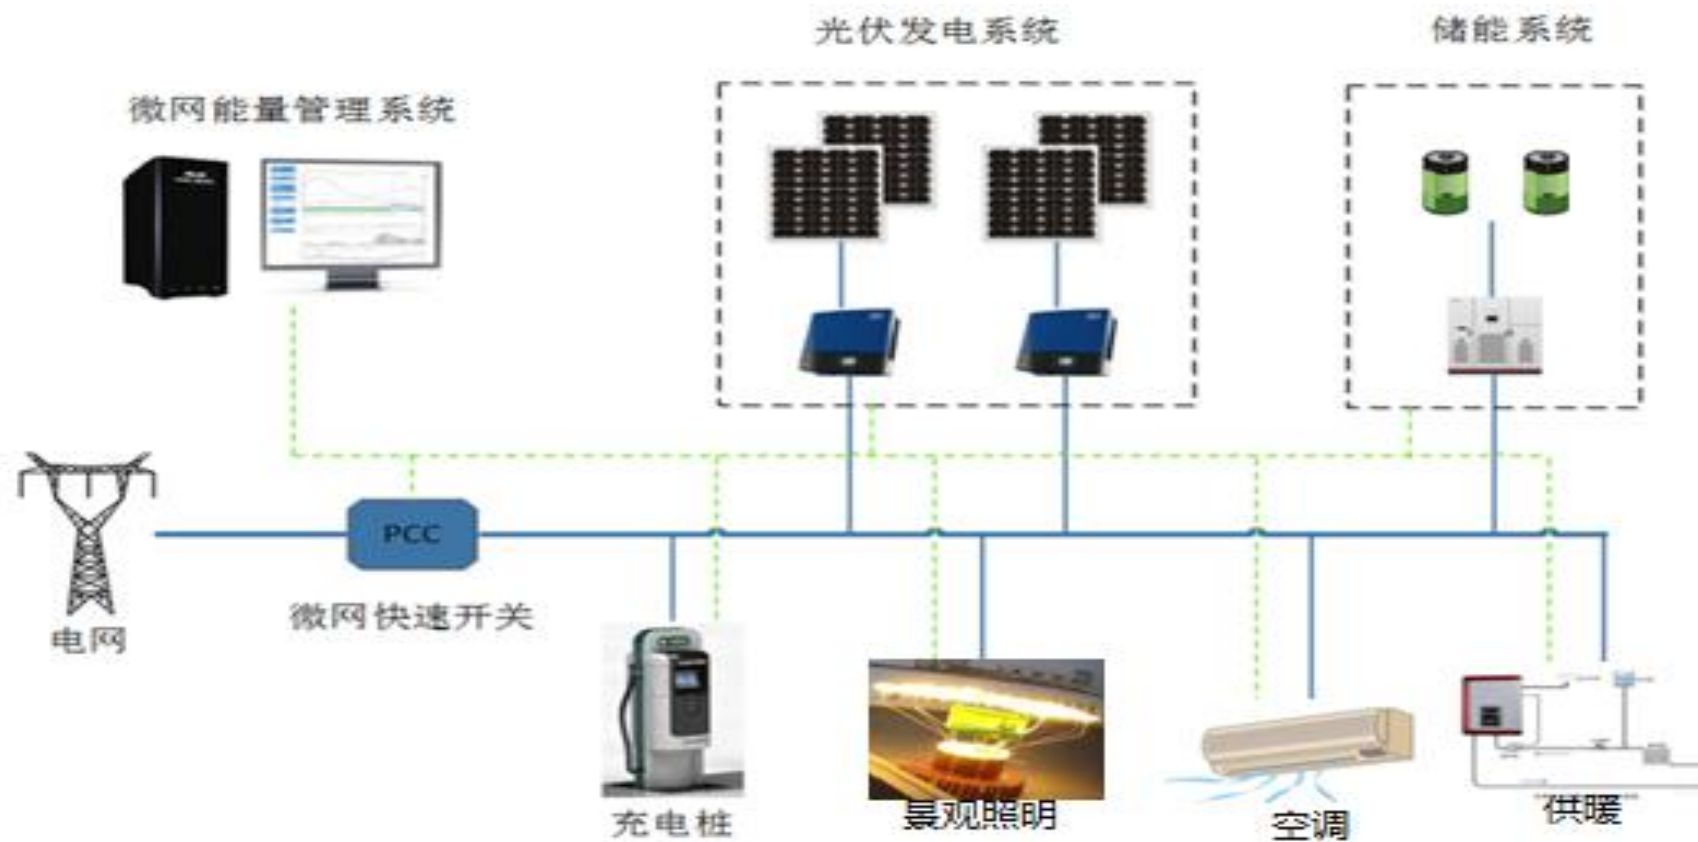 光伏发电系统
储能系统
微网能量管理系统
PCC
微网快速开关
电网
充电桩
景观照明
空调
供暖